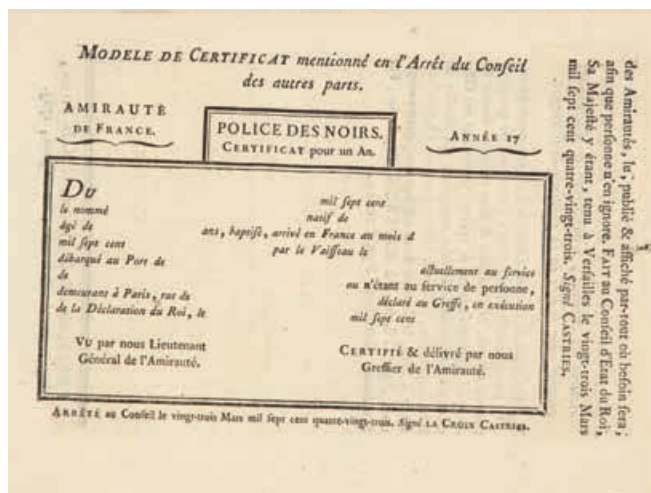 MODELE DE CERTIFICAT mentionné en l'Arrêt du Conseil
des autres parts.
AMIRAUTÉ
DE FRANCE.
POLICE DES NOIRS.
CERTIFICAT pour un An.
ANNÉE 17
Du mil sept cent
le nommé natif de
âgé de ans, baptisé, arrivé en France au mois d
mil sept cent par le Vaisseau le
débarqué au Port de
de actuellement au service
ou n'étant au service de personne,
demeurant à Paris, rue de déclaré au Greffe, en exécution
de la Déclaration du Roi, le mil sept cent
VU par nous Lieutenant
Général de l'Amirauté.
CERTIFIÉ & délivré par nous
Greffier de l'Amirauté.
ARRÊTÉ au Conseil le vingt-trois Mars mil sept cent quatre-vingt-trois. Signé LA CROIX CASTRIES.
des Amirautés, lu, publié & affiché par-tout où besoin sera;
afin que personne n'en ignore. FAIT au Conseil d'Etat du Roi,
Sa Majesté y étant, tenu à Versailles le vingt-trois Mars
mil sept cent quatre-vingt-trois. Signé CASTRIES.